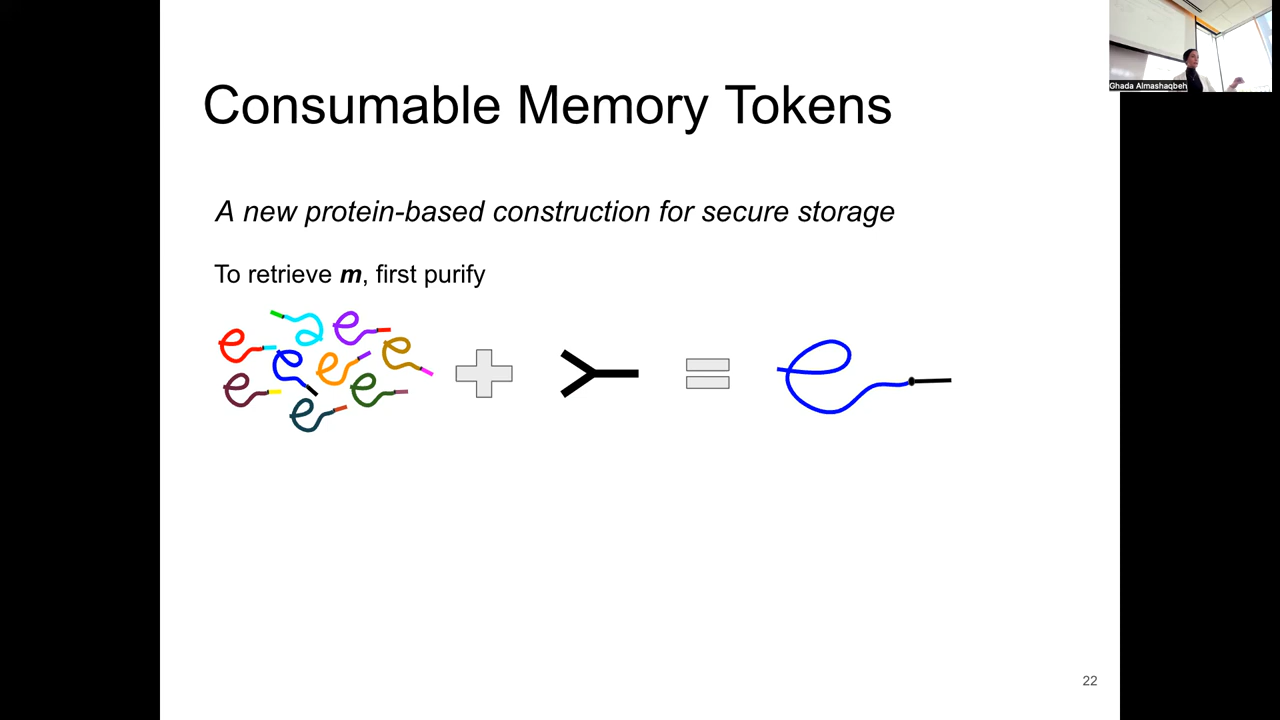 Ghada Almashaqbeh
Consumable Memory Tokens
A new protein-based construction for secure storage
To retrieve m, first purify
22